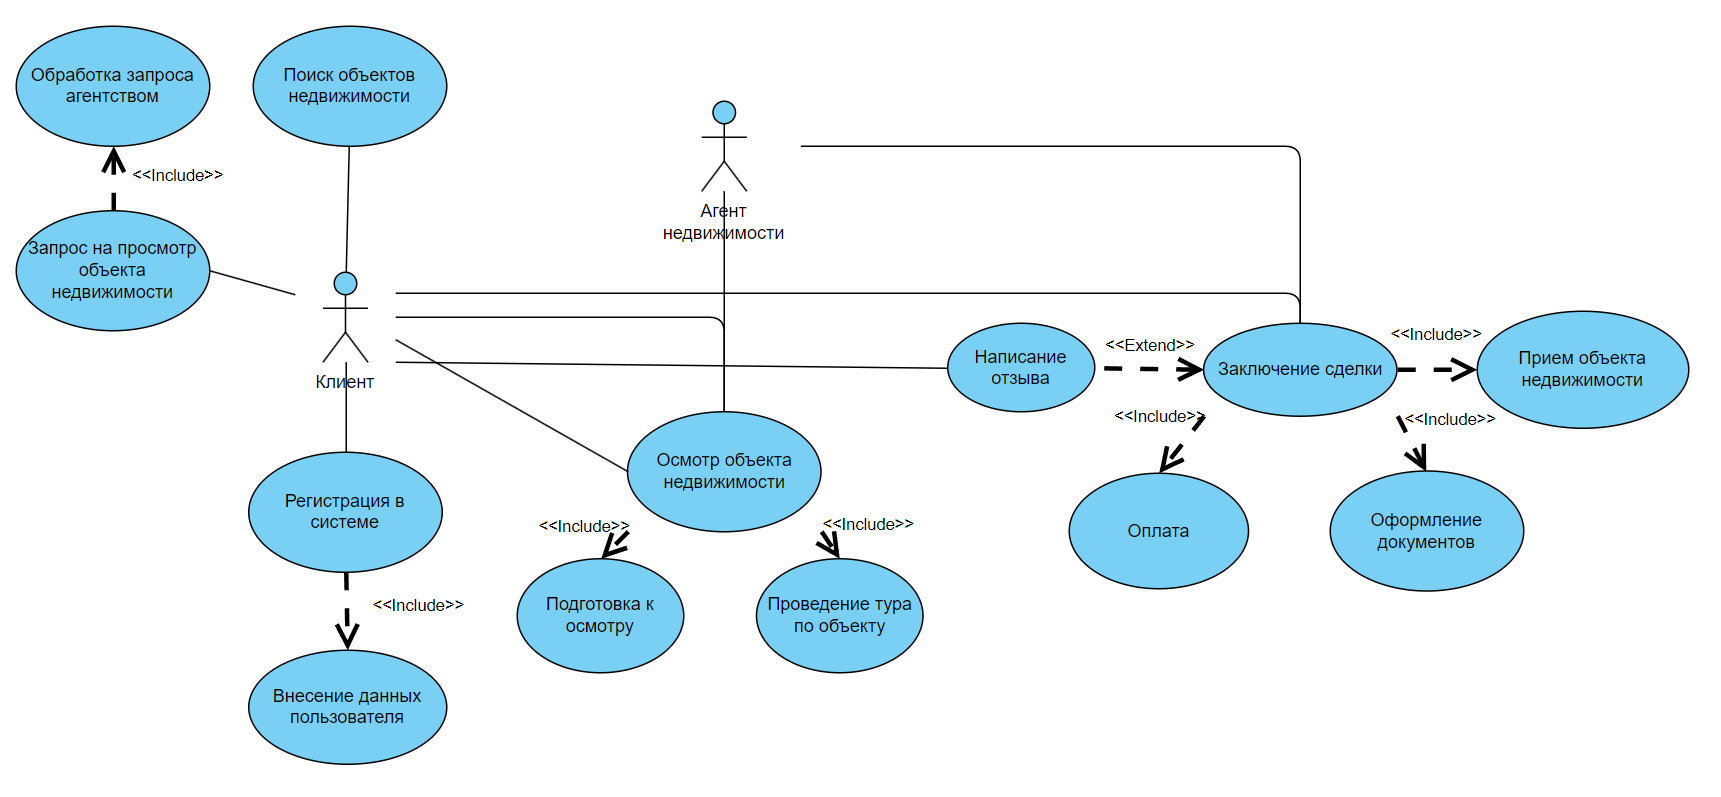 Обработка запроса
агентством
Поиск объектов
недвижимости
<<Include>>
Агент
недвижимости
Запрос на просмотр
объекта
недвижимости
Клиент
Написание
отзыва
<<Extend>>
Заключение сделки
<<Include>>
Прием объекта
недвижимости
<<Include>>
<<Include>>
Осмотр объекта
недвижимости
Регистрация в
системе
<<Include>>
<<Include>>
Оплата
Оформление
документов
<<Include>>
Подготовка к
осмотру
Проведение тура
по объекту
Внесение данных
пользователя